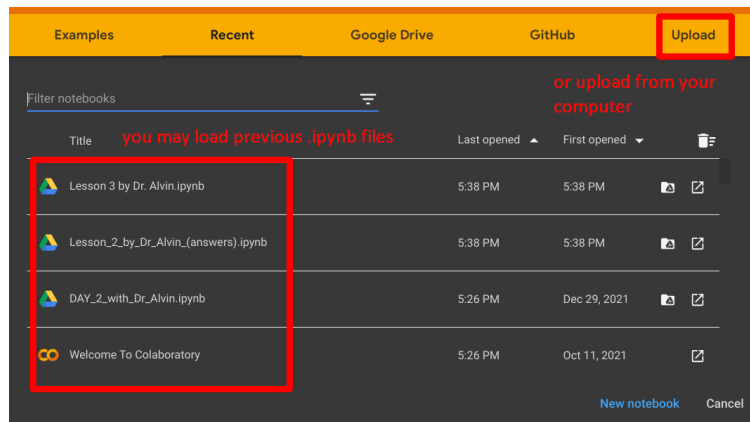 Examples Recent Google Drive GitHub Upload
Filter notebooks
or upload from your
computer
Title you may load previous .ipynb files Last opened First opened
Lesson 3 by Dr. Alvin.ipynb 5:38 PM 5:38 PM
Lesson_2_by_Dr_Alvin_(answers).ipynb 5:38 PM 5:38 PM
DAY_2_with_Dr_Alvin.ipynb 5:26 PM Dec 29, 2021
Welcome To Colaboratory 5:26 PM Oct 11, 2021
New notebook Cancel